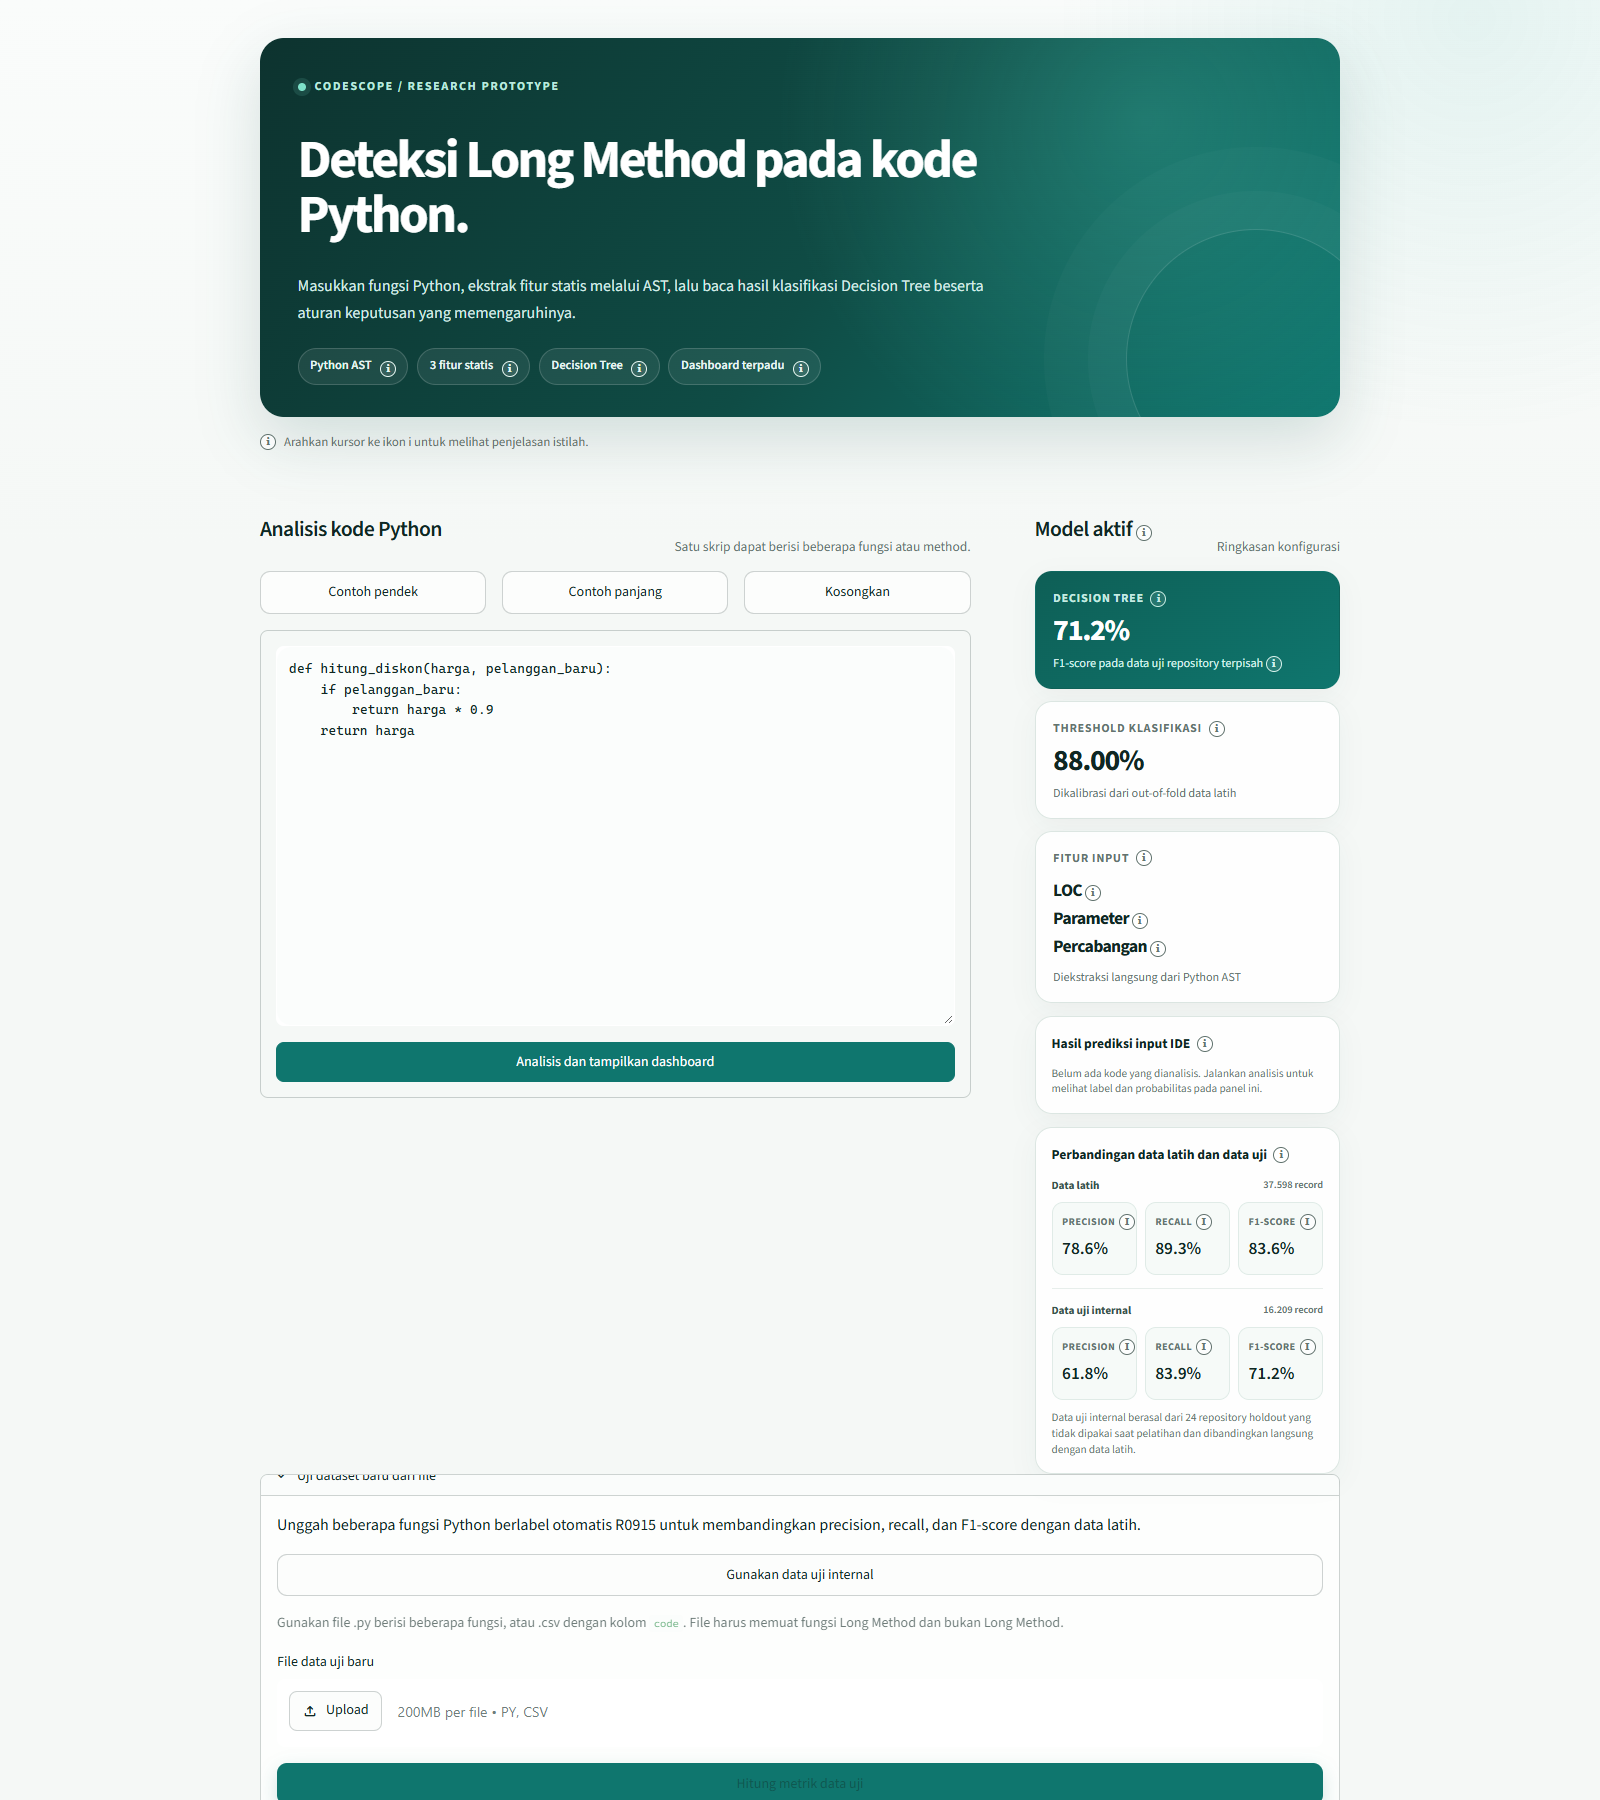 CODESCOPE / RESEARCH PROTOTYPE
Deteksi Long Method pada kode
Python.
Masukkan fungsi Python, ekstrak fitur statis melalui AST, lalu baca hasil klasifikasi Decision Tree beserta
aturan keputusan yang memengaruhinya.
Python AST i 3 fitur statis i Decision Tree i Dashboard terpadu i
i Arahkan kursor ke ikon i untuk melihat penjelasan istilah.
Analisis kode Python
Satu skrip dapat berisi beberapa fungsi atau method.
Contoh pendek Contoh panjang Kosongkan
def hitung_diskon(harga, pelanggan_baru):
    if pelanggan_baru:
        return harga * 0.9
    return harga
Analisis dan tampilkan dashboard
Model aktif i
Ringkasan konfigurasi
DECISION TREE i
71.2%
F1-score pada data uji repository terpisah i
THRESHOLD KLASIFIKASI i
88.00%
Dikalibrasi dari out-of-fold data latih
FITUR INPUT i
LOC i
Parameter i
Percabangan i
Diekstraksi langsung dari Python AST
Hasil prediksi input IDE i
Belum ada kode yang dianalisis. Jalankan analisis untuk
melihat label dan probabilitas pada panel ini.
Perbandingan data latih dan data uji i
Data latih 37.598 record
PRECISION I RECALL I F1-SCORE I
78.6% 89.3% 83.6%
Data uji internal 16.209 record
PRECISION I RECALL I F1-SCORE I
61.8% 83.9% 71.2%
Data uji internal berasal dari 24 repository holdout yang
tidak dipakai saat pelatihan dan dibandingkan langsung
dengan data latih.
Uji dataset baru dari file
Unggah beberapa fungsi Python berlabel otomatis R0915 untuk membandingkan precision, recall, dan F1-score dengan data latih.
Gunakan data uji internal
Gunakan file .py berisi beberapa fungsi, atau .csv dengan kolom code . File harus memuat fungsi Long Method dan bukan Long Method.
File data uji baru
Upload 200MB per file • PY, CSV
Hitung metrik data uji